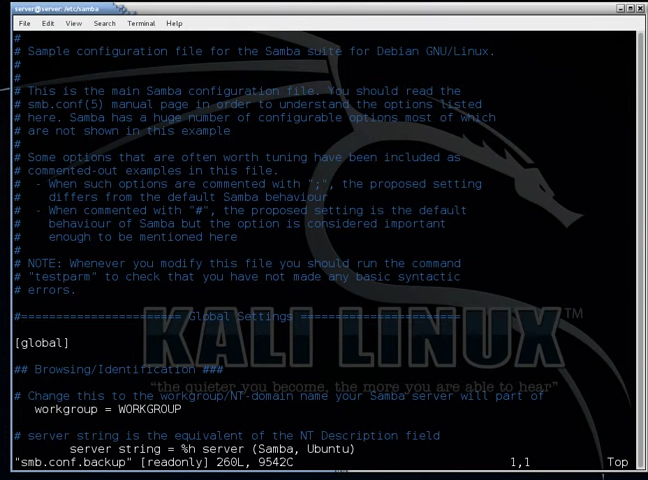 server@server: /etc/samba
File Edit View Search Terminal Help
#
# Sample configuration file for the Samba suite for Debian GNU/Linux.
#
#
# This is the main Samba configuration file. You should read the
# smb.conf(5) manual page in order to understand the options listed
# here. Samba has a huge number of configurable options most of which
# are not shown in this example
#
# Some options that are often worth tuning have been included as
# commented-out examples in this file.
#  - When such options are commented with ";", the proposed setting
#    differs from the default Samba behaviour
#  - When commented with "#", the proposed setting is the default
#    behaviour of Samba but the option is considered important
#    enough to be mentioned here
#
# NOTE: Whenever you modify this file you should run the command
# "testparm" to check that you have not made any basic syntactic
# errors.
#======================= Global Settings =======================
KALI LINUX™
[global]
## Browsing/Identification ###
"the quieter you become, the more you are able to hear"
# Change this to the workgroup/NT-domain name your Samba server will part of
workgroup = WORKGROUP
# server string is the equivalent of the NT Description field
server string = %h server (Samba, Ubuntu)
"smb.conf.backup" [readonly] 260L, 9542C 1,1 Top